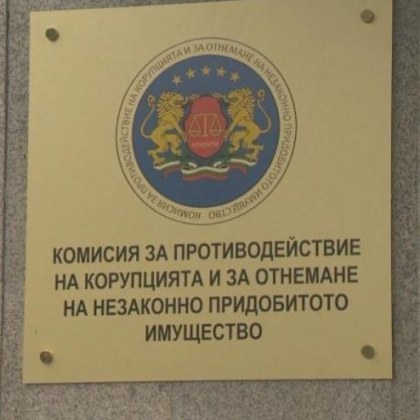 КОМИСИЯ ЗА ПРОТИВОДЕЙСТВИЕ НА КОРУПЦИЯТА И ЗА ОТНЕМАНЕ НА НЕЗАКОННО ПРИДОБИТОТО ИМУЩЕСТВО
КОМИСИЯ ЗА ПРОТИВОДЕЙСТВИЕ
НА КОРУПЦИЯТА И ЗА ОТНЕМАНЕ
НА НЕЗАКОННО ПРИДОБИТОТО
ИМУЩЕСТВО